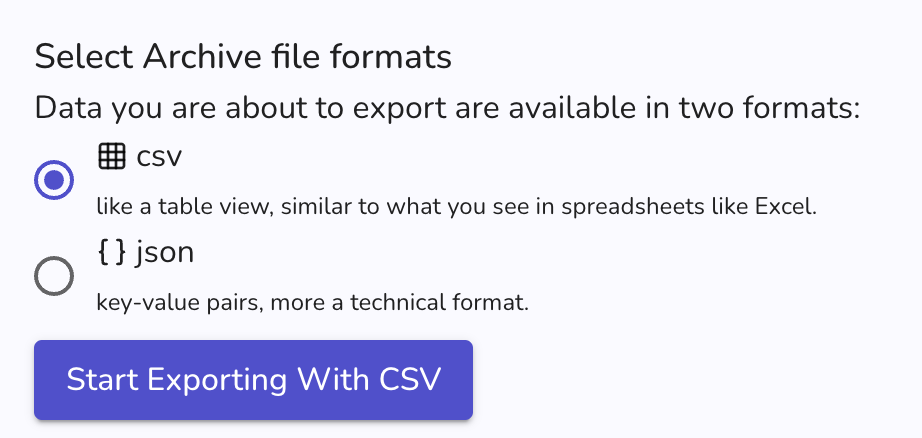 Select Archive file formats
Data you are about to export are available in two formats:
csv
like a table view, similar to what you see in spreadsheets like Excel.
{ } json
key-value pairs, more a technical format.
Start Exporting With CSV